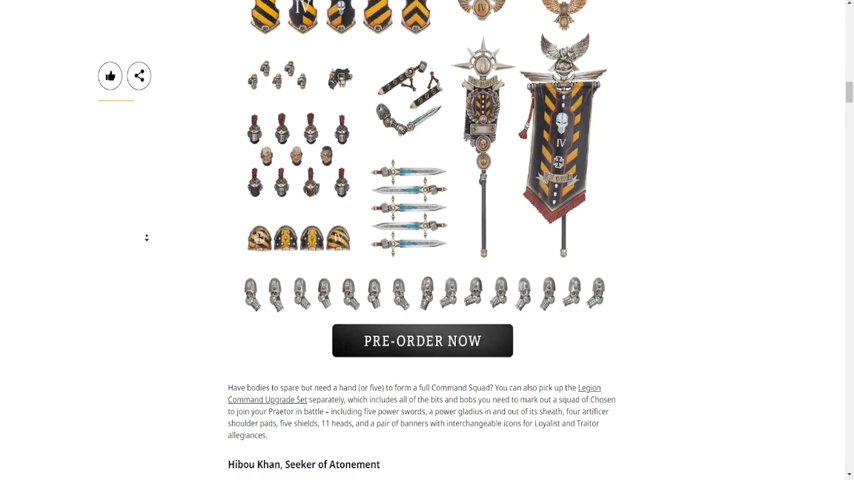 IV
IV
IV
PRE-ORDER NOW
Have bodies to spare but need a hand (or five) to form a full Command Squad? You can also pick up the Legion
Command Upgrade Set separately, which includes all of the bits and bobs you need to mark out a squad of Chosen
to join your Praetor in battle – including five power swords, a power gladius in and out of its sheath, four artificer
shoulder pads, five shields, 11 heads, and a pair of banners with interchangeable icons for Loyalist and Traitor
allegiances.
Hibou Khan, Seeker of Atonement